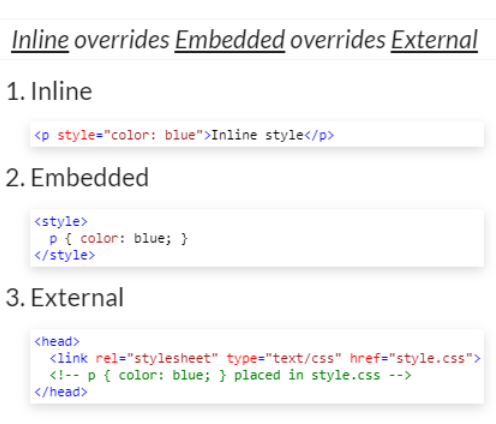 Inline overrides Embedded overrides External
1. Inline
<p style="color: blue">Inline style</p>
2. Embedded
<style>
p { color: blue; }
</style>
3. External
<head>
<link rel="stylesheet" type="text/css" href="style.css">
<!-- p { color: blue; } placed in style.css -->
</head>